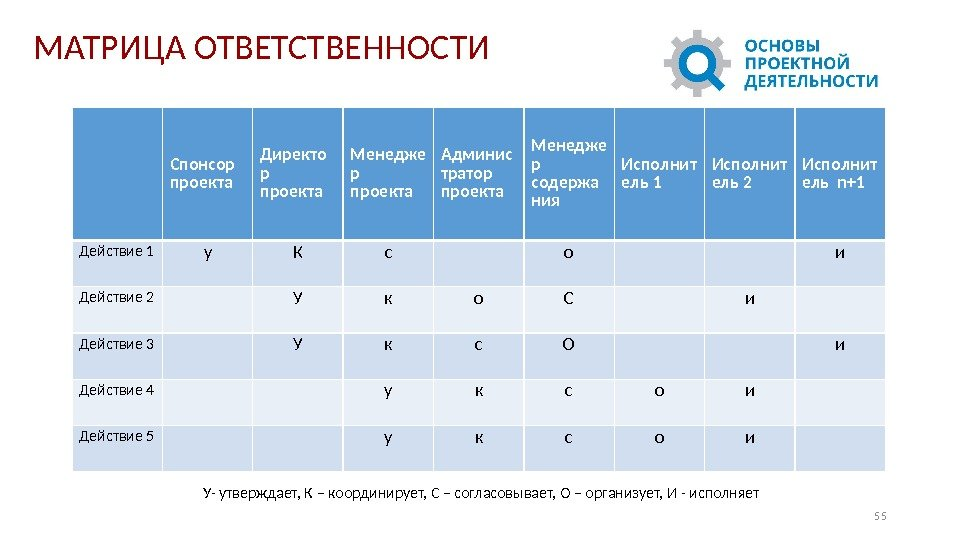 МАТРИЦА ОТВЕТСТВЕННОСТИ
ОСНОВЫ
ПРОЕКТНОЙ
ДЕЯТЕЛЬНОСТИ
Спонсор
проекта
Директо
р
проекта
Менедже
р
проекта
Админис
тратор
проекта
Менедже
р
содержа
ния
Исполнит
ель 1
Исполнит
ель 2
Исполнит
ель n+1
Действие 1 у К с о и
Действие 2 У к о С и
Действие 3 У к с О и
Действие 4 у к с о и
Действие 5 у к с о и
У- утверждает, К – координирует, С – согласовывает, О – организует, И - исполняет
55